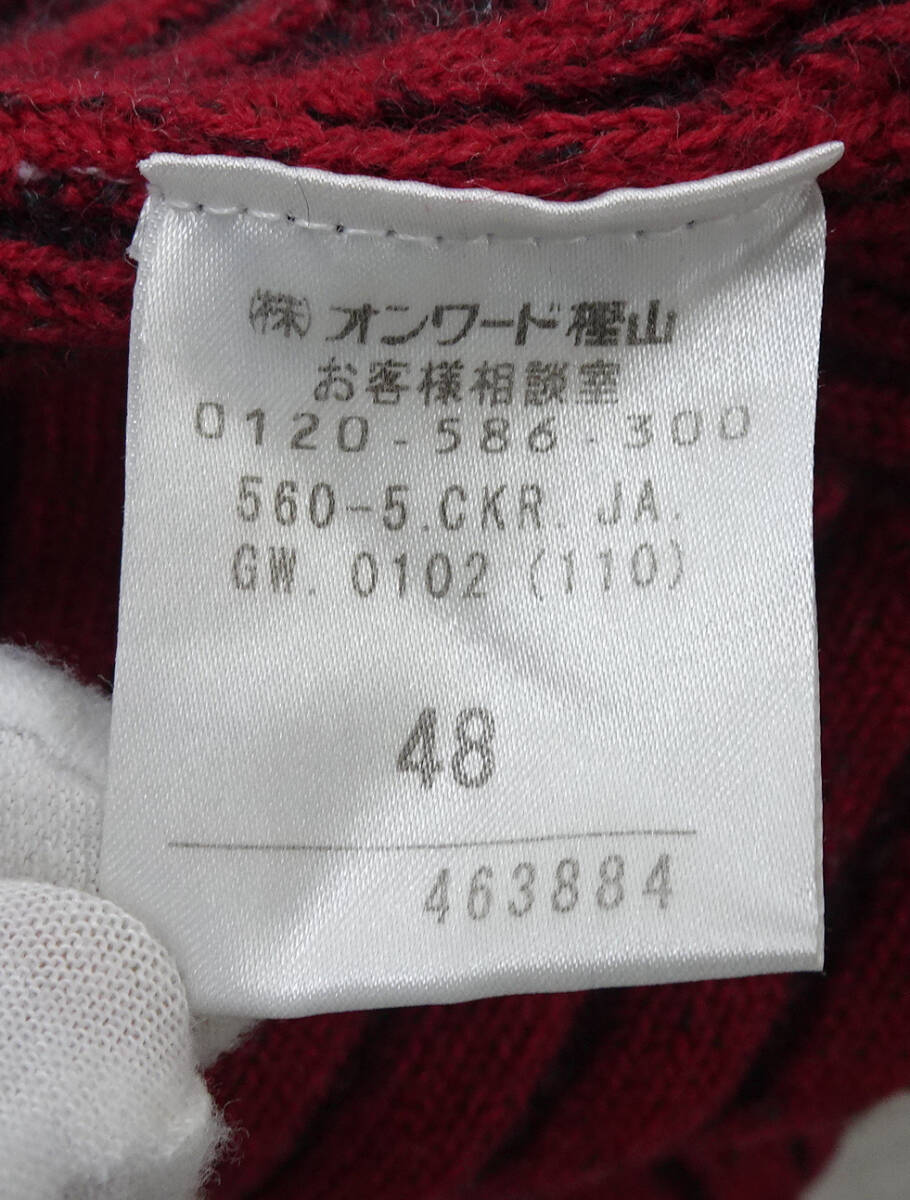 ㈱オンワード樫山
お客様相談室
0120-586-300
560-5.CKR.JA.
GW.0102(110)
48
463884